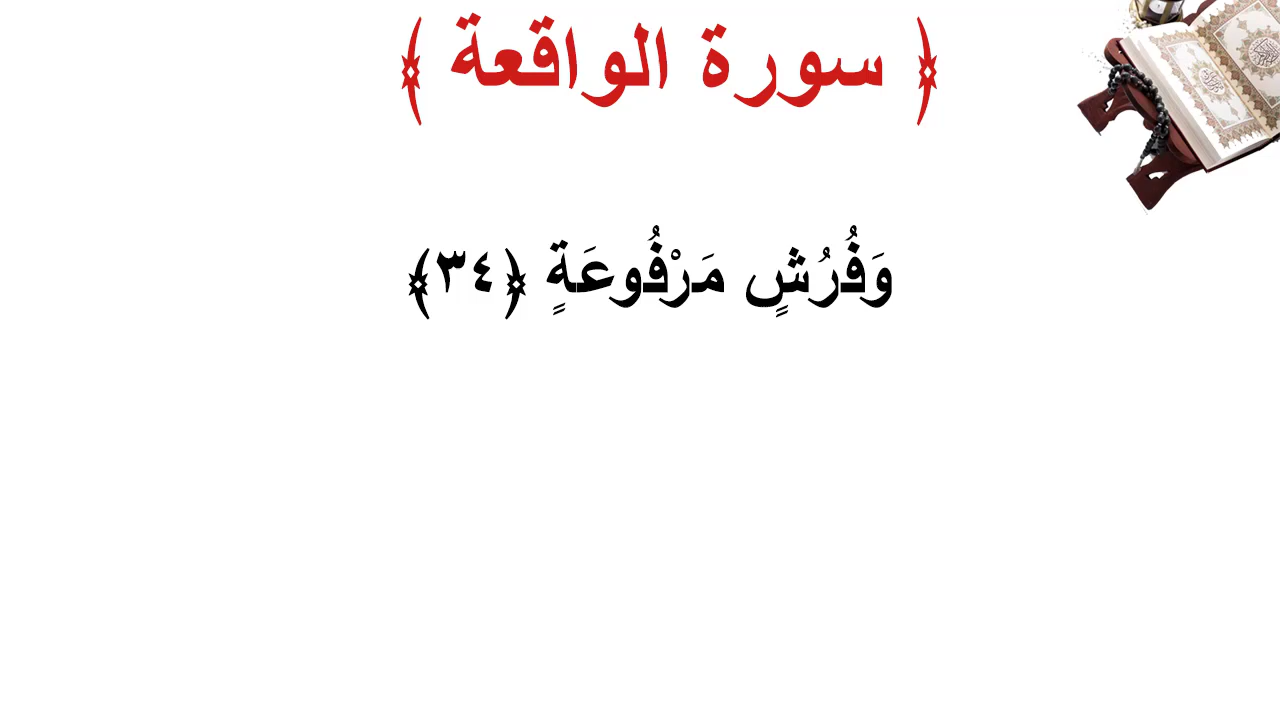 ﴿ سورة الواقعة ﴾
وَفُرُشٍ مَرْفُوعَةٍ ﴿٣٤﴾